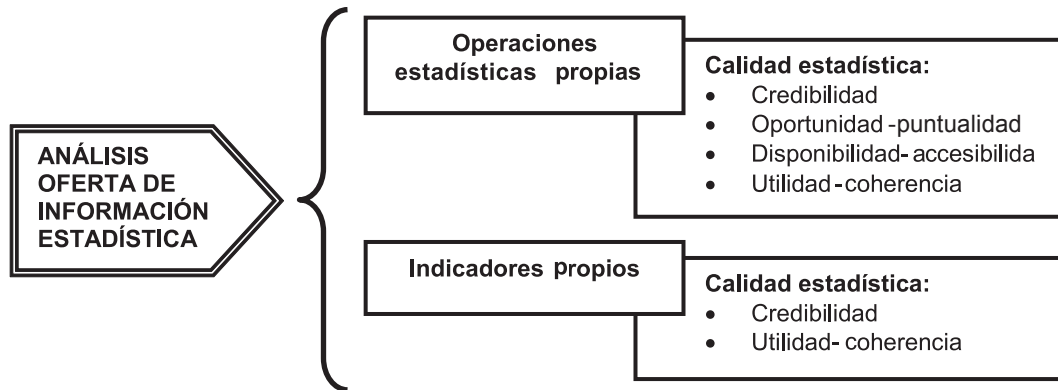 ANÁLISIS
OFERTA DE
INFORMACIÓN
ESTADÍSTICA
Operaciones
estadísticas propias
Calidad estadística:
• Credibilidad
• Oportunidad-puntualidad
• Disponibilidad-accesibilida
• Utilidad-coherencia
Indicadores propios
Calidad estadística:
• Credibilidad
• Utilidad-coherencia